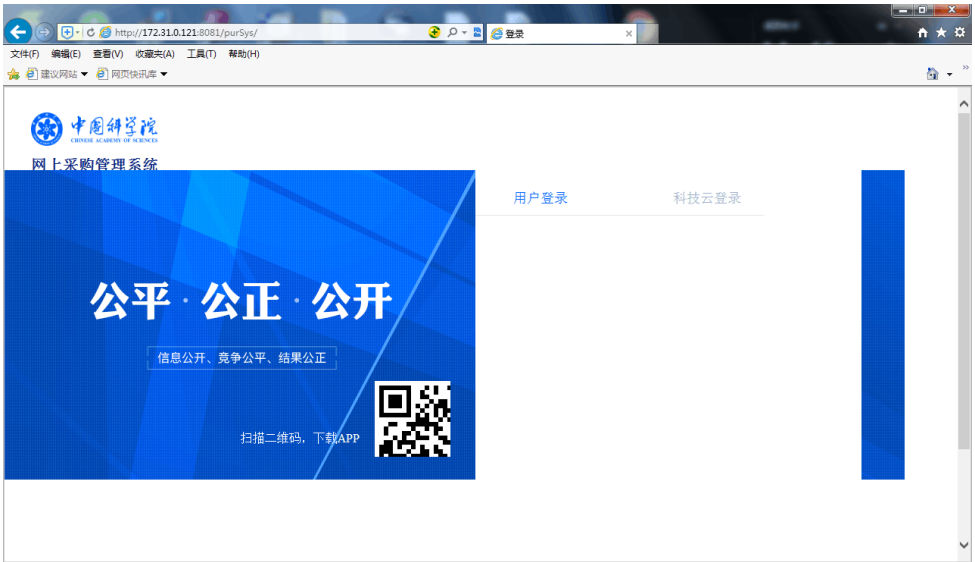 http://172.31.0.121:8081/purSys/
登录
文件(F) 编辑(E) 查看(V) 收藏夹(A) 工具(T) 帮助(H)
建议网站 网页快讯库
中国科学院
CHINESE ACADEMY OF SCIENCES
网上采购管理系统
用户登录 科技云登录
公平·公正·公开
信息公开、竞争公平、结果公正
扫描二维码，下载APP